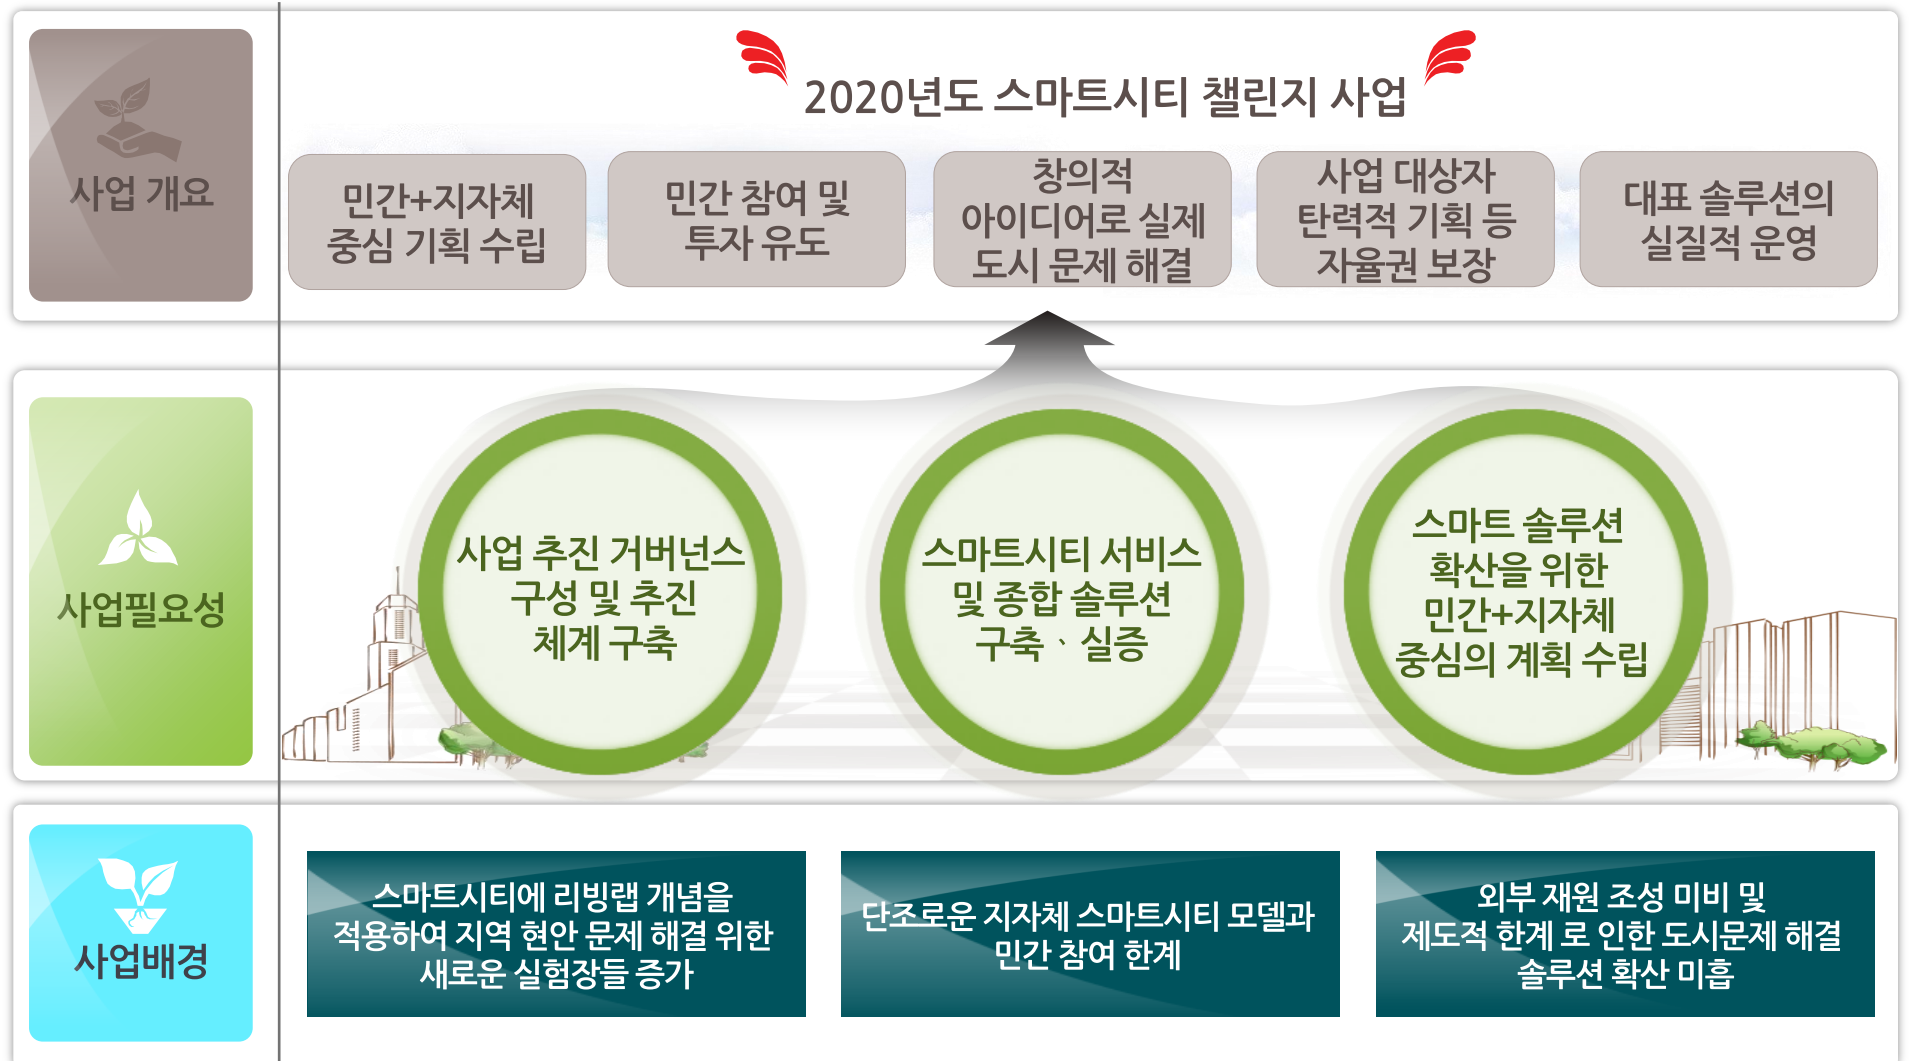 사업 개요
2020년도 스마트시티 챌린지 사업
민간+지자체
중심 기획 수립
민간 참여 및
투자 유도
창의적
아이디어로 실제
도시 문제 해결
사업 대상자
탄력적 기획 등
자율권 보장
대표 솔루션의
실질적 운영
사업필요성
사업 추진 거버넌스
구성 및 추진
체계 구축
스마트시티 서비스
및 종합 솔루션
구축、실증
스마트 솔루션
확산을 위한
민간+지자체
중심의 계획 수립
사업배경
스마트시티에 리빙랩 개념을
적용하여 지역 현안 문제 해결 위한
새로운 실험장들 증가
단조로운 지자체 스마트시티 모델과
민간 참여 한계
외부 재원 조성 미비 및
제도적 한계 로 인한 도시문제 해결
솔루션 확산 미흡